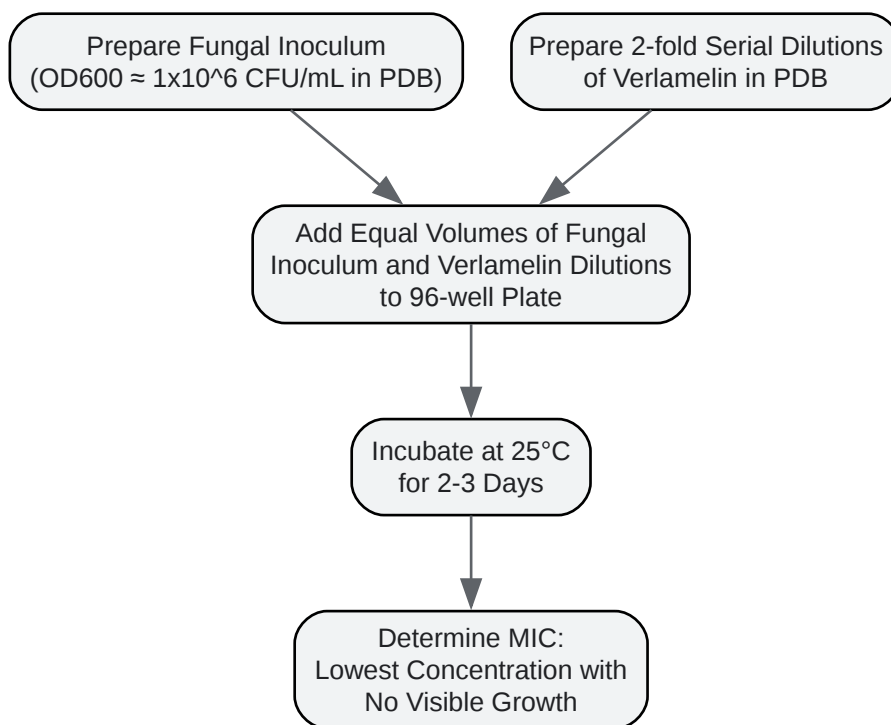 Prepare Fungal Inoculum
(OD600 ≈ 1x10^6 CFU/mL in PDB)
Prepare 2-fold Serial Dilutions
of Verlamelin in PDB
Add Equal Volumes of Fungal
Inoculum and Verlamelin Dilutions
to 96-well Plate
Incubate at 25°C
for 2-3 Days
Determine MIC:
Lowest Concentration with
No Visible Growth